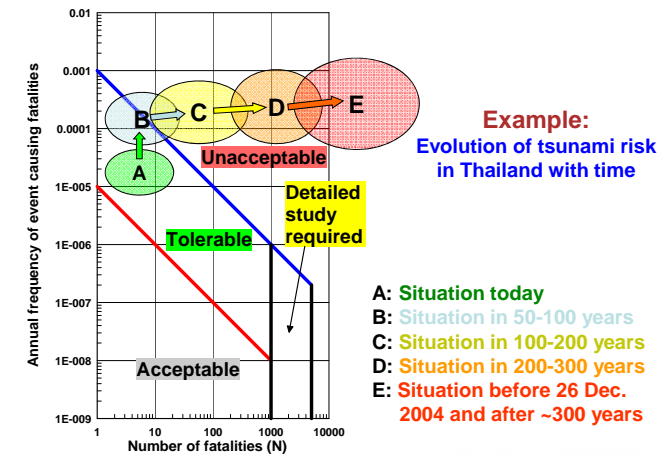 0.01
0.001
0.0001
1E-005
1E-006
1E-007
1E-008
1E-009
Annual frequency of event causing fatalities
1
10
100
1000
10000
Number of fatalities (N)
A
B
C
D
E
Unacceptable
Detailed
study
required
Tolerable
Acceptable
Example:
Evolution of tsunami risk
in Thailand with time
A: Situation today
B: Situation in 50-100 years
C: Situation in 100-200 years
D: Situation in 200-300 years
E: Situation before 26 Dec.
2004 and after ~300 years